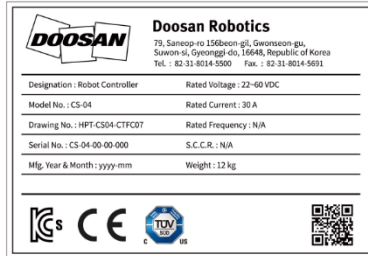 DOOSAN
Doosan Robotics
79, Saneop-ro 156beon-gil, Gwonseon-gu,
Suwon-si, Gyeonggi-do, 16648, Republic of Korea
Tel. : 82-31-8014-5500 Fax. : 82-31-8014-5691
Designation : Robot Controller Rated Voltage : 22~60 VDC
Model No. : CS-04 Rated Current : 30 A
Drawing No. : HPT-CS04-CTFC07 Rated Frequency : N/A
Serial No. : CS-04-00-00-000 S.C.C.R. : N/A
Mfg. Year & Month : yyyy-mm Weight : 12 kg
S CE TÜV
SÜD
C US